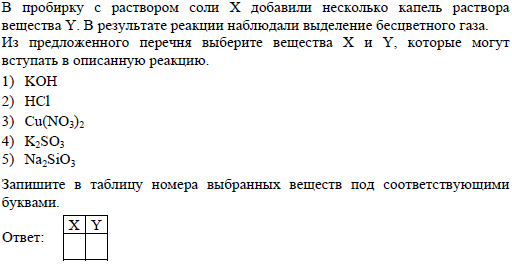 В пробирку с раствором соли X добавили несколько капель раствора
вещества Y. В результате реакции наблюдали выделение бесцветного газа.
Из предложенного перечня выберите вещества X и Y, которые могут
вступать в описанную реакцию.
1) KOH
2) HCl
3) Cu(NO₃)₂
4) K₂SO₃
5) Na₂SiO₃
Запишите в таблицу номера выбранных веществ под соответствующими
буквами.
X Y
Ответ: